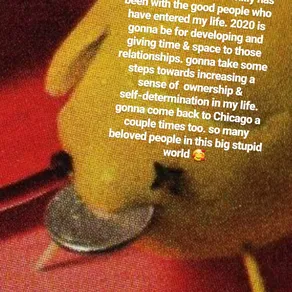 been with the good people who
have entered my life. 2020 is
gonna be for developing and
giving time & space to those
relationships. gonna take some
steps towards increasing a
sense of ownership &
self-determination in my life.
gonna come back to Chicago a
couple times too. so many
beloved people in this big stupid
world 🥰